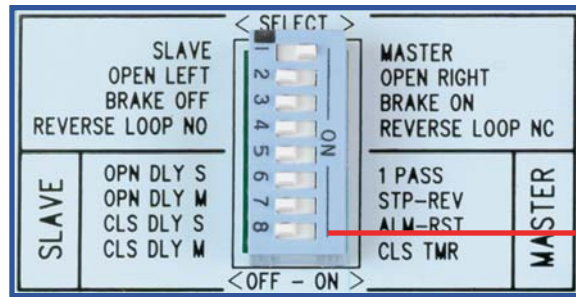 < SELECT >
SLAVE 1 MASTER
OPEN LEFT 2 OPEN RIGHT
BRAKE OFF 3 BRAKE ON
REVERSE LOOP NO 4 REVERSE LOOP NC
ON
SLAVE
OPN DLY S 5 1 PASS
OPN DLY M 6 STP-REV
CLS DLY S 7 ALM-RST
CLS DLY M 8 CLS TMR
MASTER
<OFF - ON >